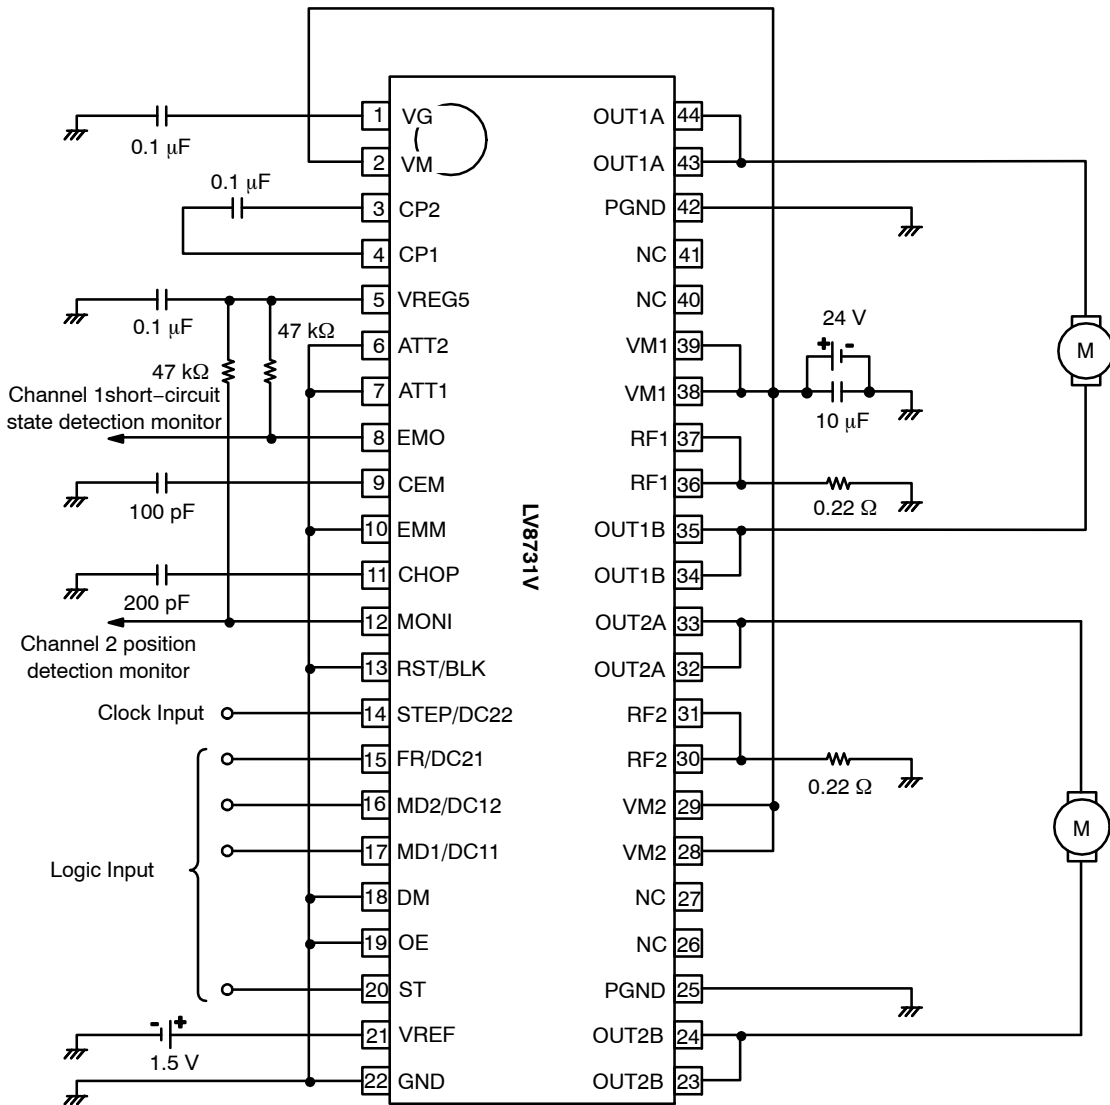 1 VG OUT1A 44
0.1 μF
2 VM OUT1A 43
0.1 μF
3 CP2 PGND 42
4 CP1 NC 41
5 VREG5 NC 40
0.1 μF
47 kΩ
24 V
+ -
6 ATT2 VM1 39
47 kΩ
7 ATT1 VM1 38
10 μF
Channel 1short−circuit
state detection monitor
8 EMO RF1 37
9 CEM RF1 36
100 pF
0.22 Ω
LV8731V
10 EMM OUT1B 35
11 CHOP OUT1B 34
200 pF
12 MONI OUT2A 33
Channel 2 position
detection monitor
13 RST/BLK OUT2A 32
Clock Input
14 STEP/DC22 RF2 31
15 FR/DC21 RF2 30
0.22 Ω
16 MD2/DC12 VM2 29
17 MD1/DC11 VM2 28
Logic Input
18 DM NC 27
19 OE NC 26
20 ST PGND 25
- +
21 VREF OUT2B 24
1.5 V
22 GND OUT2B 23
M
M